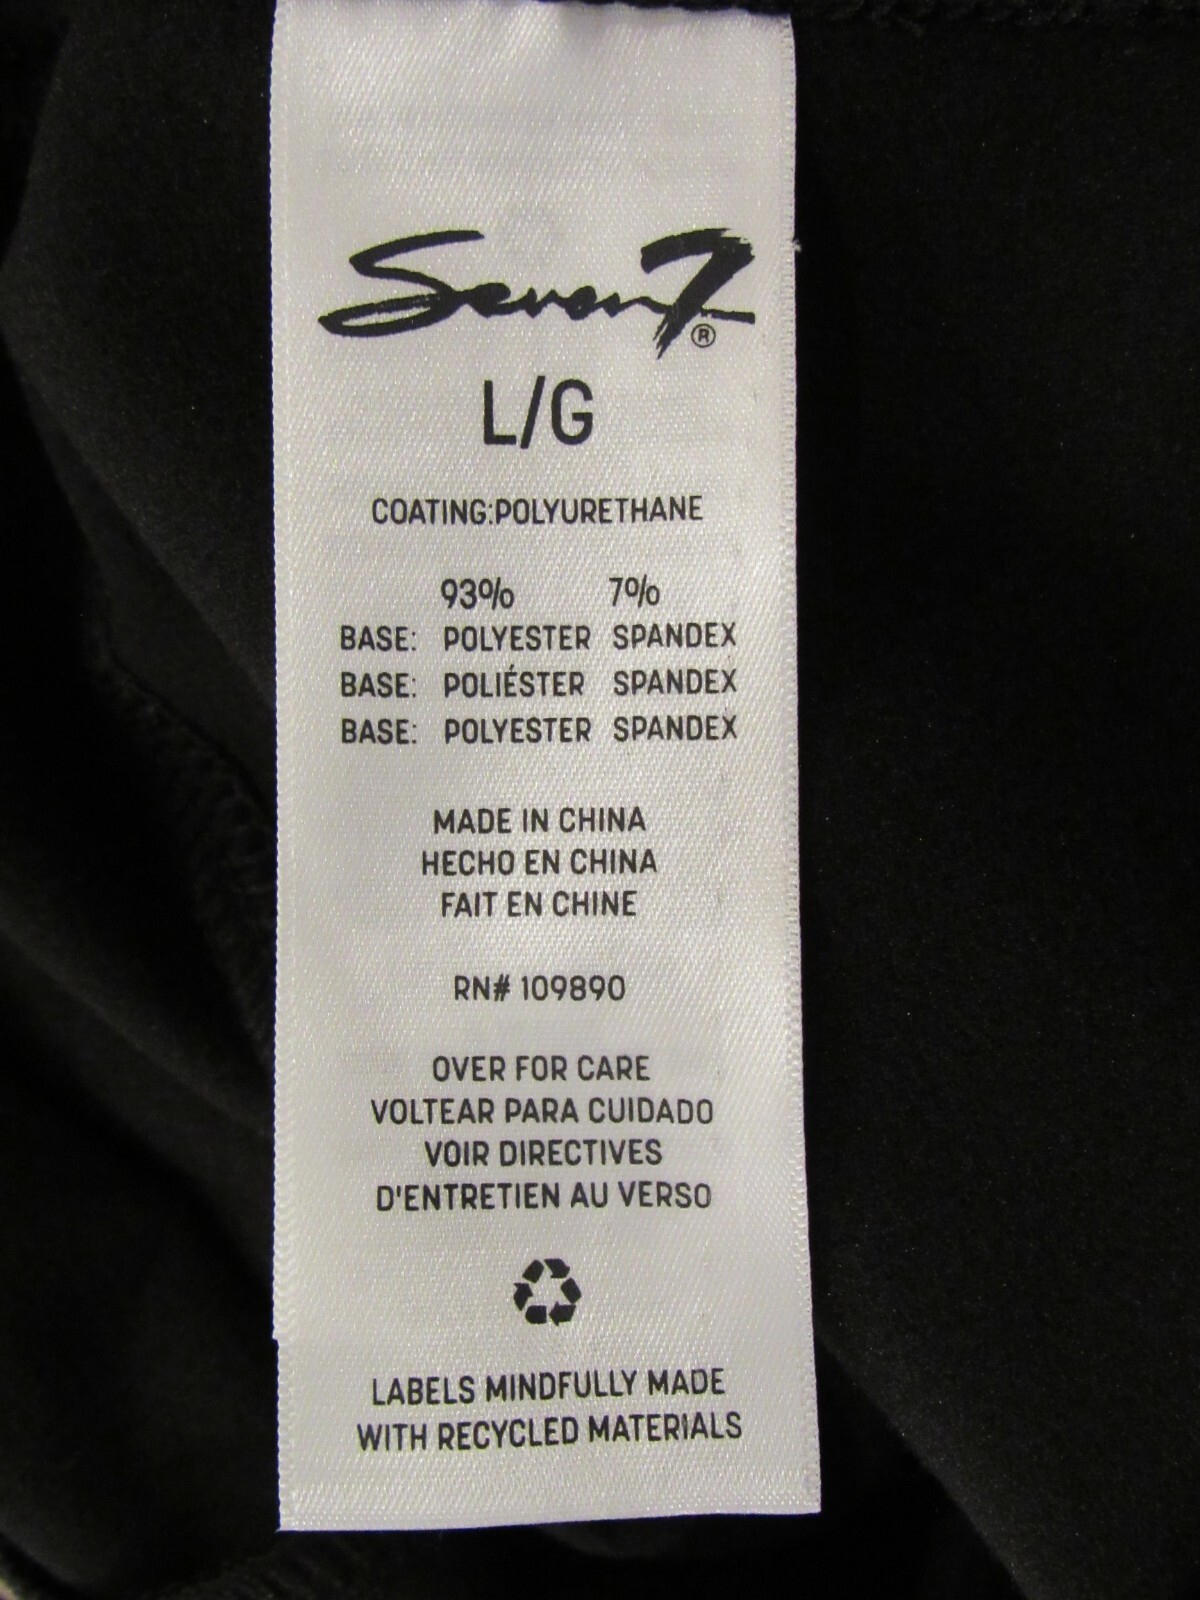 Seven7®
L/G
COATING:POLYURETHANE
93% 7%
BASE: POLYESTER SPANDEX
BASE: POLIÉSTER SPANDEX
BASE: POLYESTER SPANDEX
MADE IN CHINA
HECHO EN CHINA
FAIT EN CHINE
RN# 109890
OVER FOR CARE
VOLTEAR PARA CUIDADO
VOIR DIRECTIVES
D'ENTRETIEN AU VERSO
LABELS MINDFULLY MADE
WITH RECYCLED MATERIALS